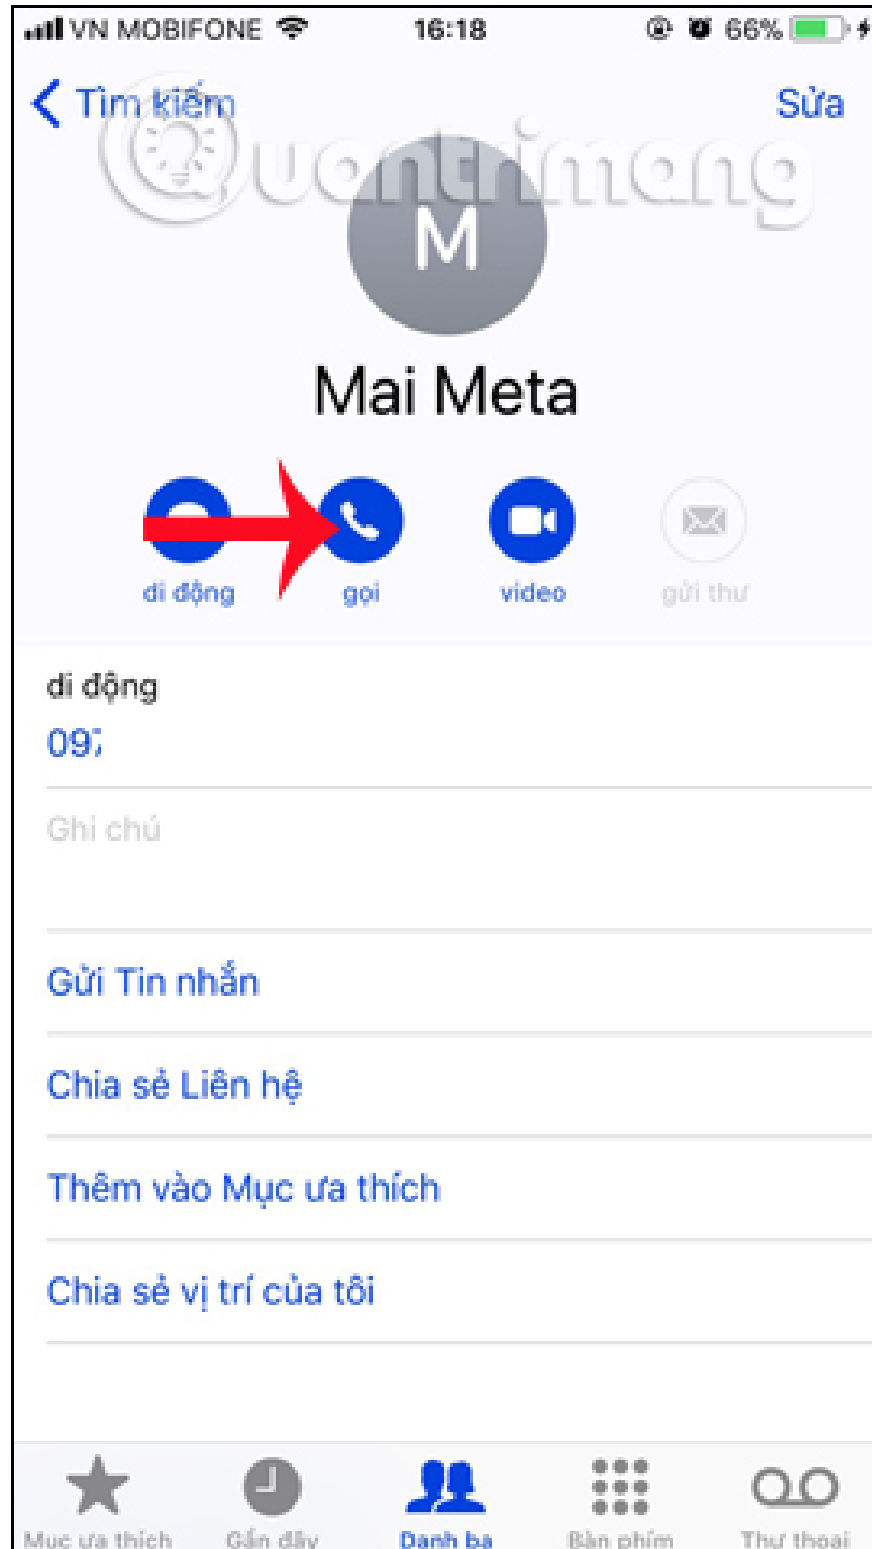 VN MOBIFONE 16:18 66%
Tìm kiếm Sửa
Quantrimang
M
Mai Meta
di động gọi video gửi thư
di động
097
Ghi chú
Gửi Tin nhắn
Chia sẻ Liên hệ
Thêm vào Mục ưa thích
Chia sẻ vị trí của tôi
Mục ưa thích Gần đây Danh bạ Bàn phím Thư thoại